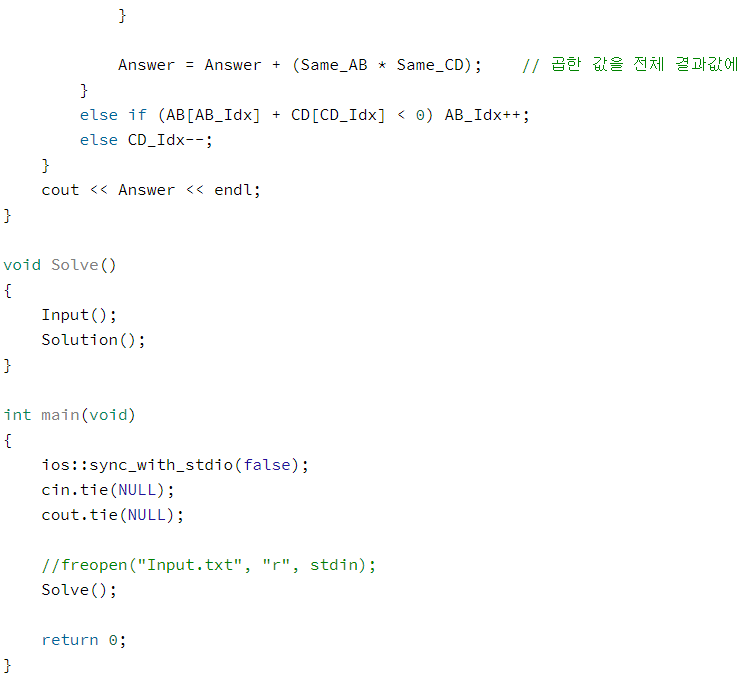 }
Answer = Answer + (Same_AB * Same_CD);    // 곱한 값을 전체 결과값에
}
else if (AB[AB_Idx] + CD[CD_Idx] < 0) AB_Idx++;
else CD_Idx--;
}
cout << Answer << endl;
}
void Solve()
{
Input();
Solution();
}
int main(void)
{
ios::sync_with_stdio(false);
cin.tie(NULL);
cout.tie(NULL);
//freopen("Input.txt", "r", stdin);
Solve();
return 0;
}